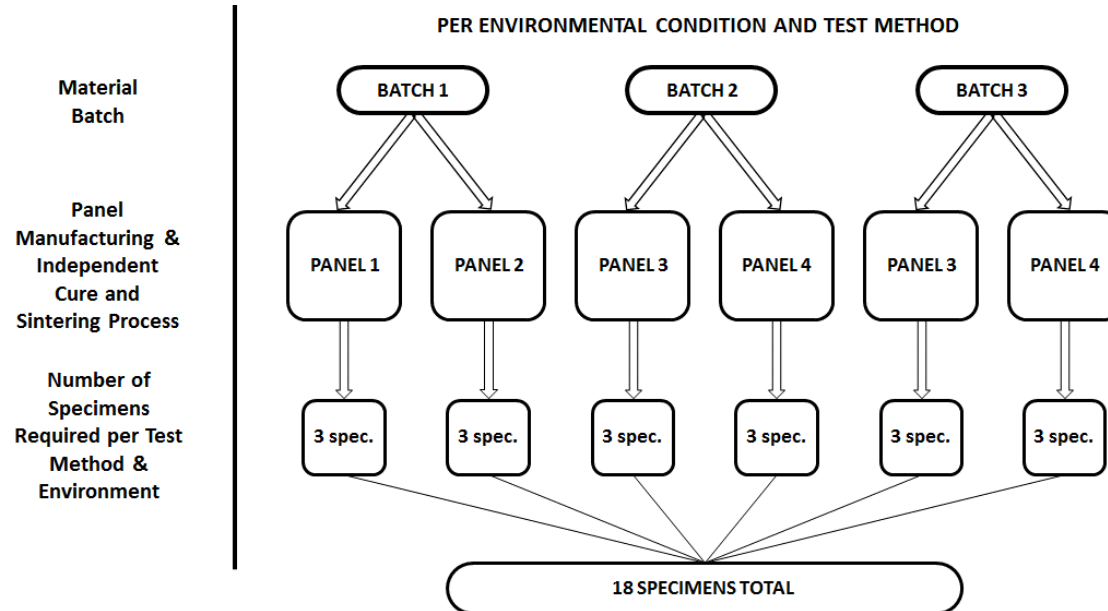 PER ENVIRONMENTAL CONDITION AND TEST METHOD
Material
Batch
BATCH 1
BATCH 2
BATCH 3
Panel
Manufacturing &
Independent
Cure and
Sintering Process
PANEL 1
PANEL 2
PANEL 3
PANEL 4
PANEL 3
PANEL 4
Number of
Specimens
Required per Test
Method &
Environment
3 spec.
3 spec.
3 spec.
3 spec.
3 spec.
3 spec.
18 SPECIMENS TOTAL